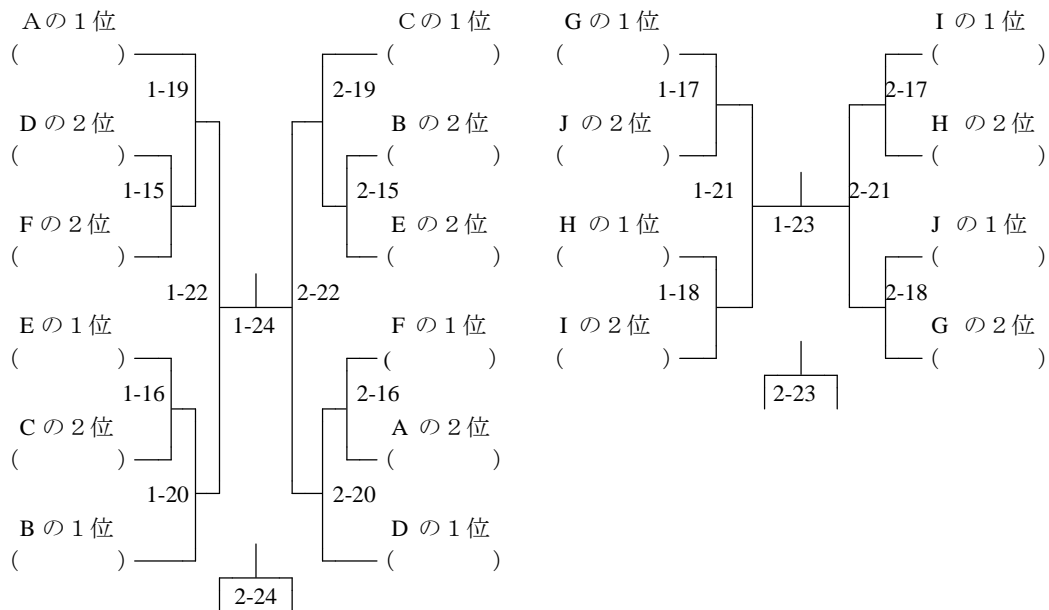 Aの１位 Cの１位 Gの１位 Iの１位
( ) ( ) ( ) ( )
1-19 2-19 1-17 2-17
Dの２位 Bの２位 Jの２位 Hの２位
( ) ( ) ( ) ( )
1-15 2-15 1-21 2-21
Fの２位 Eの２位 Hの１位 Jの１位
1-23
( ) ( ) ( ) ( )
1-22 2-22 1-18 2-18
Eの１位 1-24 Fの１位 Iの２位 Gの２位
( ) ( ) ( ) ( )
1-16 2-16 2-23
Cの２位 Aの２位
( ) ( )
1-20 2-20
Bの１位 Dの１位
( ) ( )
2-24